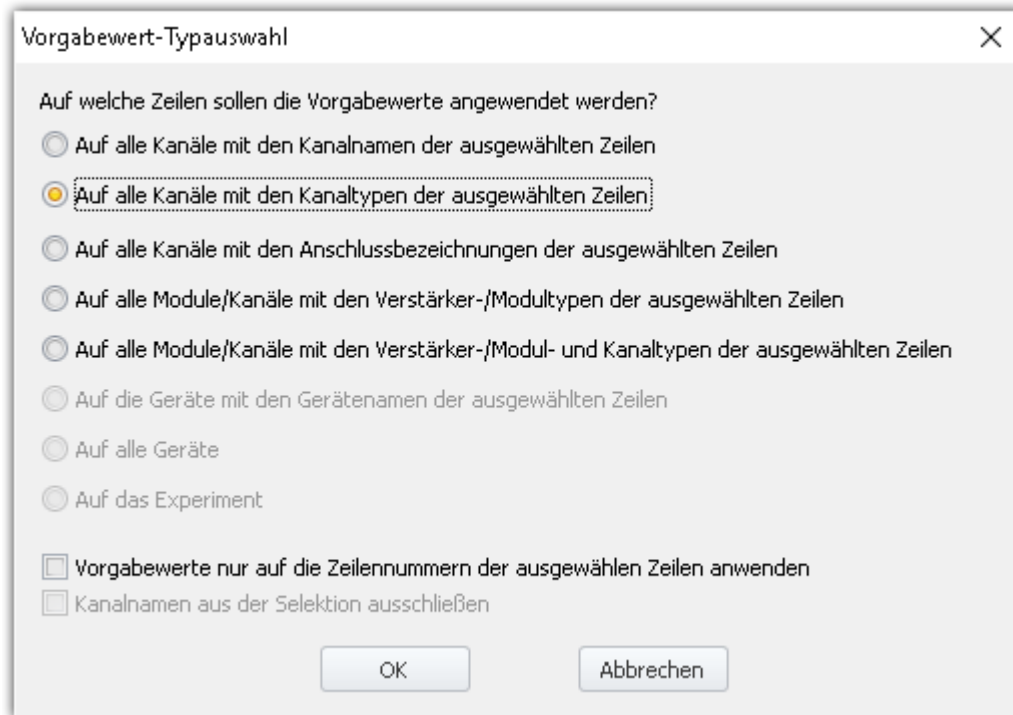 Vorgabewert-Typauswahl
Auf welche Zeilen sollen die Vorgabewerte angewendet werden?
Auf alle Kanäle mit den Kanalnamen der ausgewählten Zeilen
Auf alle Kanäle mit den Kanaltypen der ausgewählten Zeilen
Auf alle Kanäle mit den Anschlussbezeichnungen der ausgewählten Zeilen
Auf alle Module/Kanäle mit den Verstärker-/Modultypen der ausgewählten Zeilen
Auf alle Module/Kanäle mit den Verstärker-/Modul- und Kanaltypen der ausgewählten Zeilen
Auf die Geräte mit den Gerätenamen der ausgewählten Zeilen
Auf alle Geräte
Auf das Experiment
Vorgabewerte nur auf die Zeilennummern der ausgewählen Zeilen anwenden
Kanalnamen aus der Selektion ausschließen
OK Abbrechen